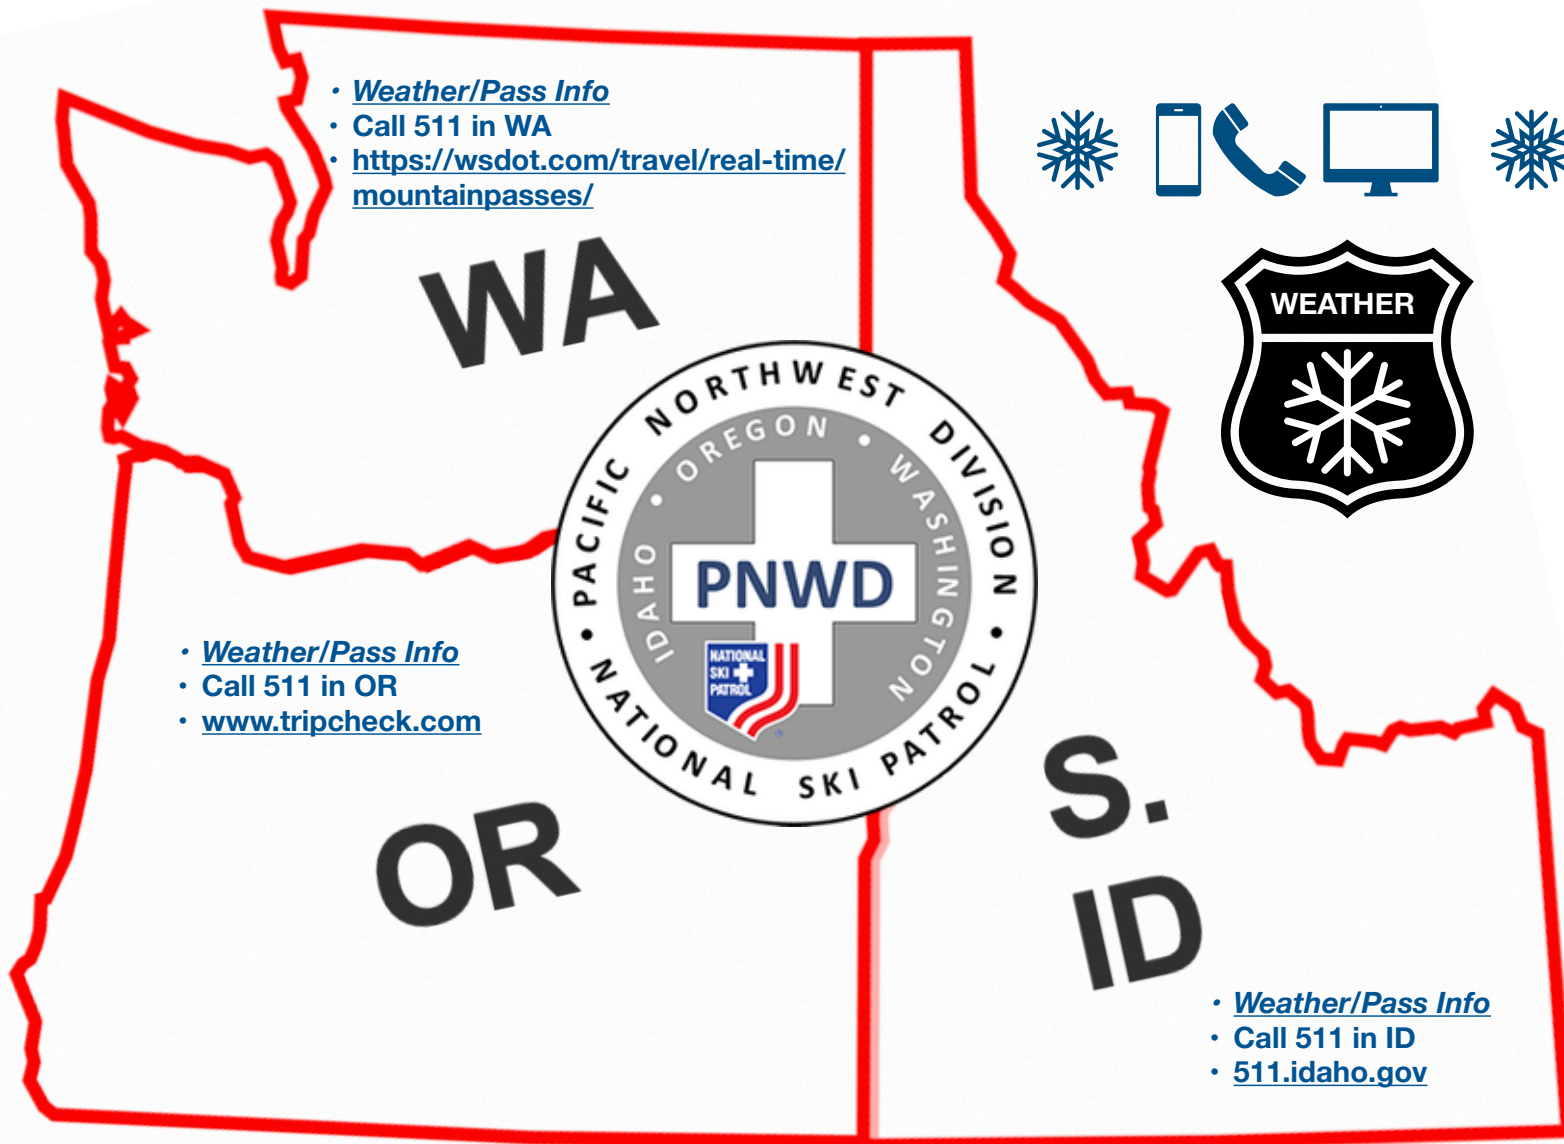 • Weather/Pass Info
• Call 511 in WA
• https://wsdot.com/travel/real-time/
mountainpasses/
WA
WEATHER
• PACIFIC NORTHWEST DIVISION •
NATIONAL SKI PATROL
IDAHO • OREGON • WASHINGTON
PNWD
NATIONAL
SKI
PATROL
®
• Weather/Pass Info
• Call 511 in OR
• www.tripcheck.com
OR
S.
ID
• Weather/Pass Info
• Call 511 in ID
• 511.idaho.gov